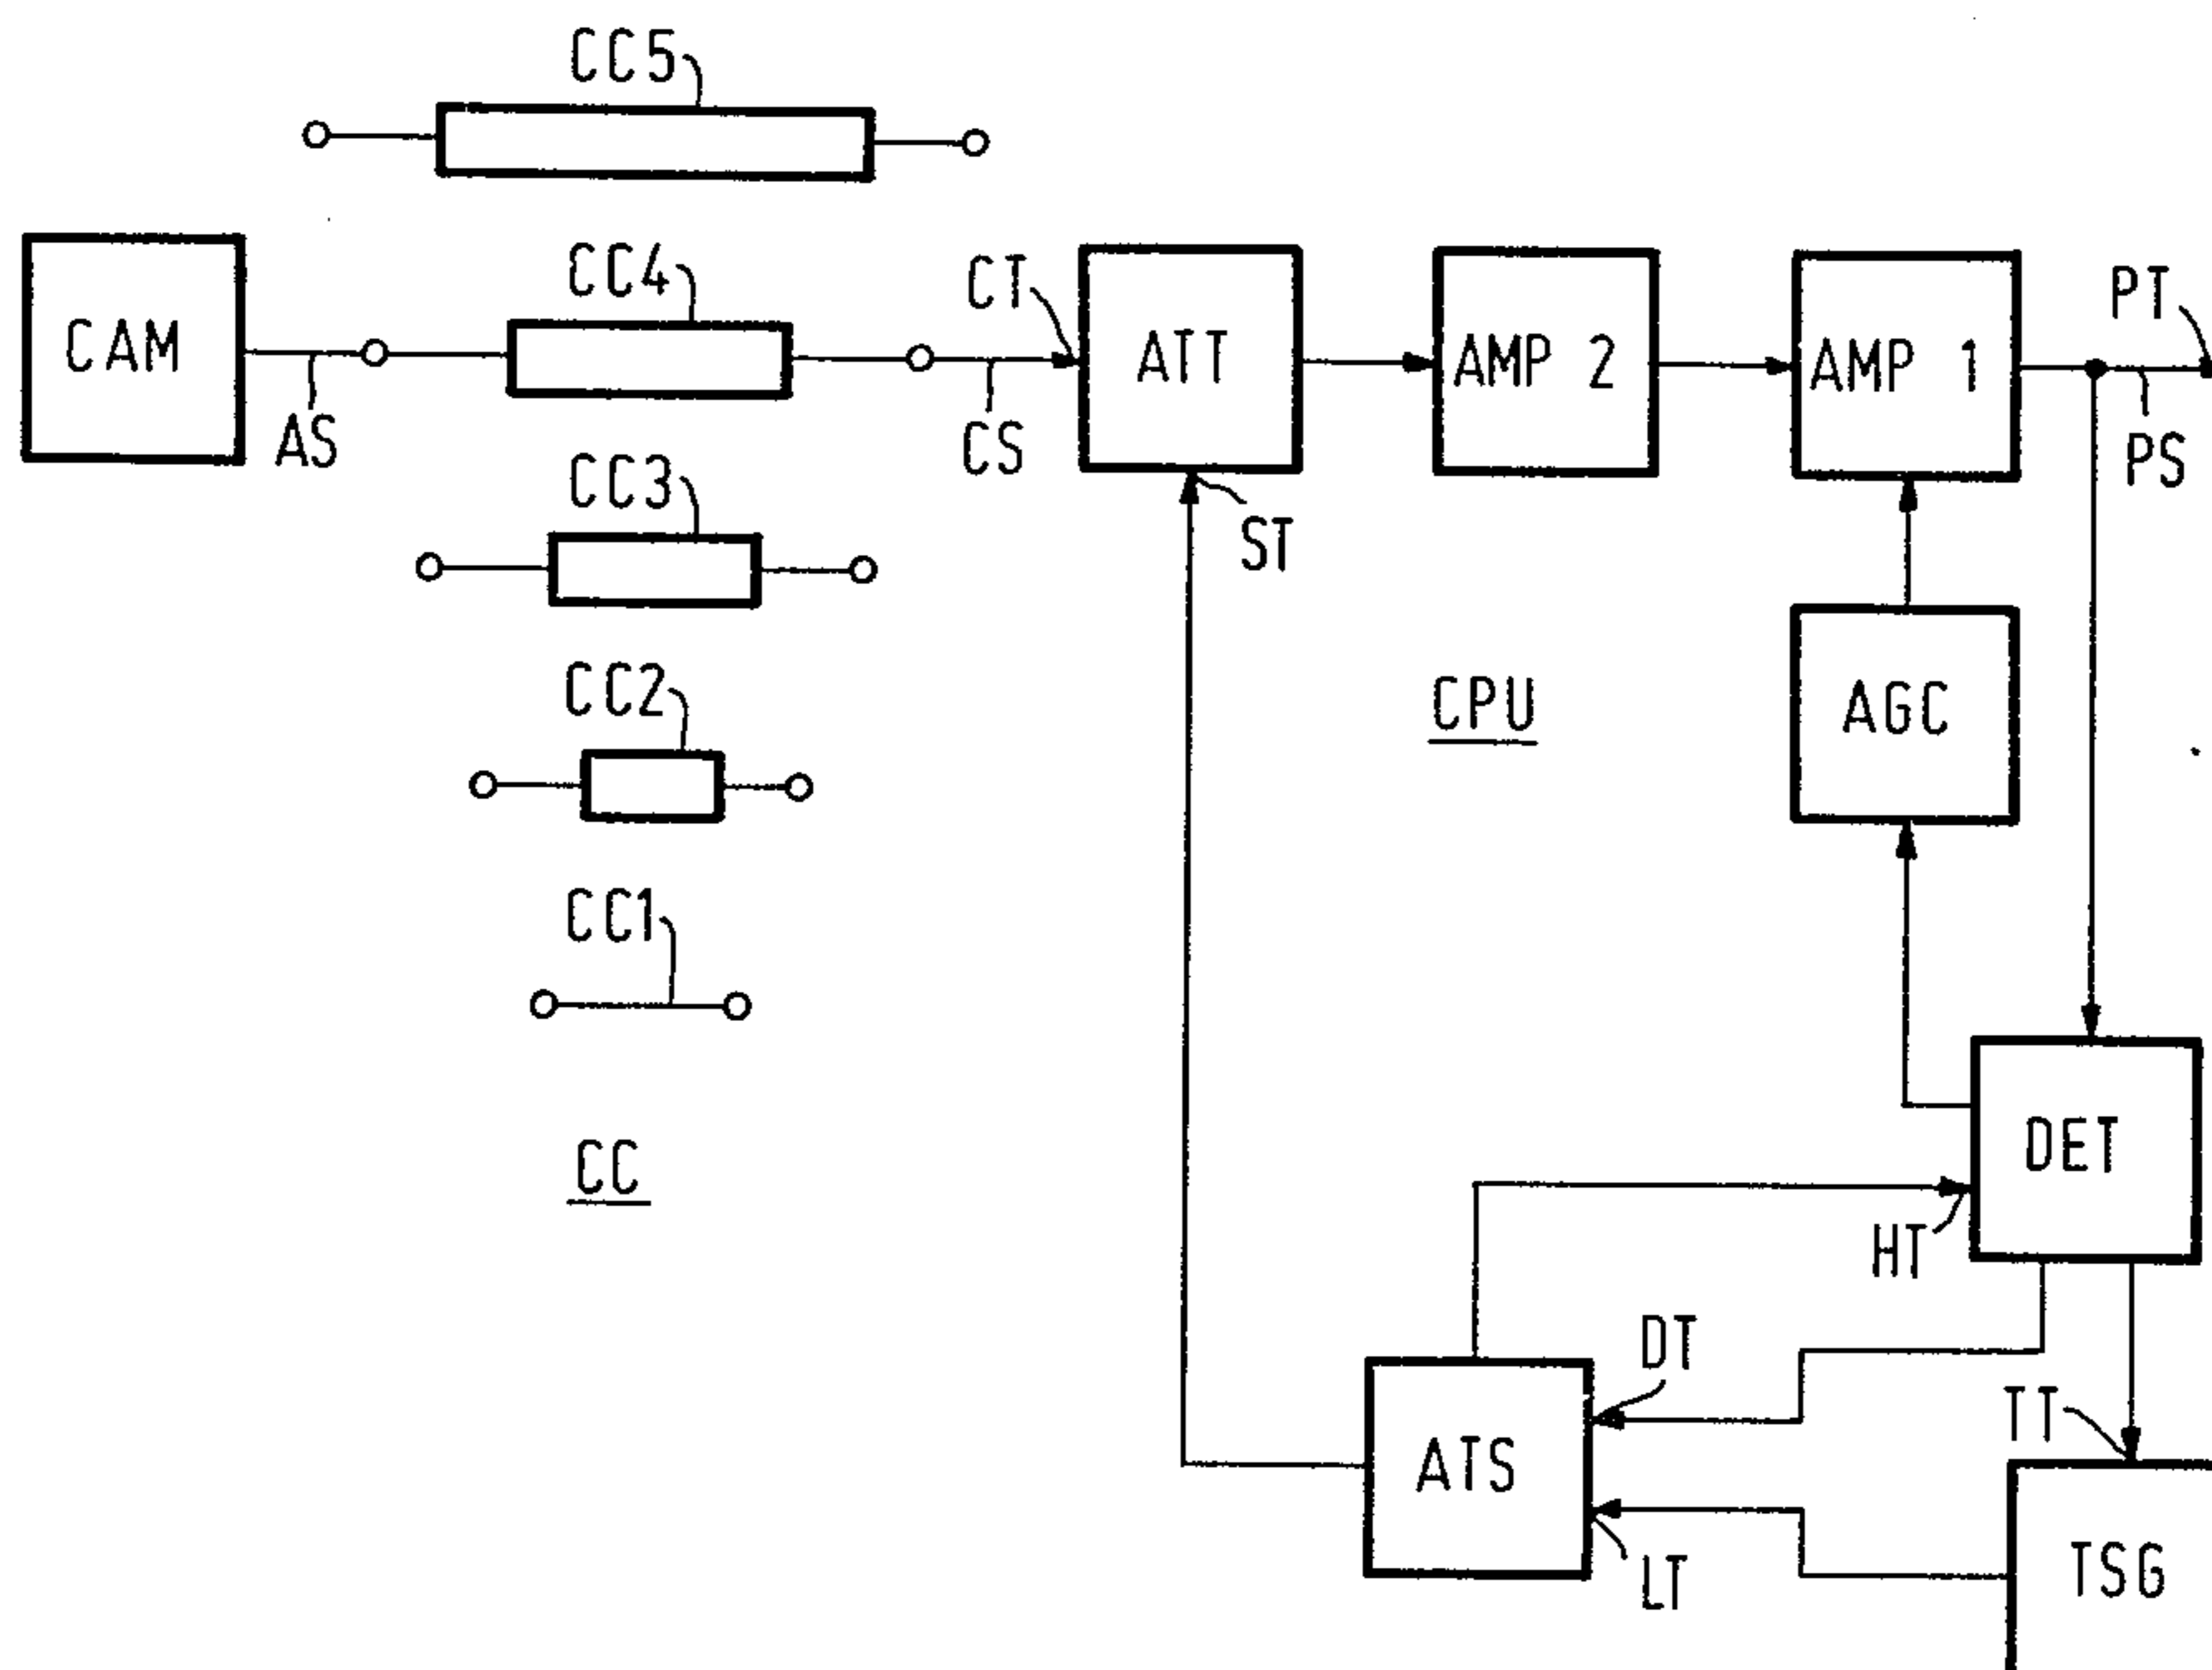 CC5
CAM
AS
CC4
CS
CT
ATT
ST
AMP 2
AMP 1
PT
PS
CC3
CC2
CC1
CC
CPU
AGC
DET
HT
DT
TT
ATS
LT
TSG